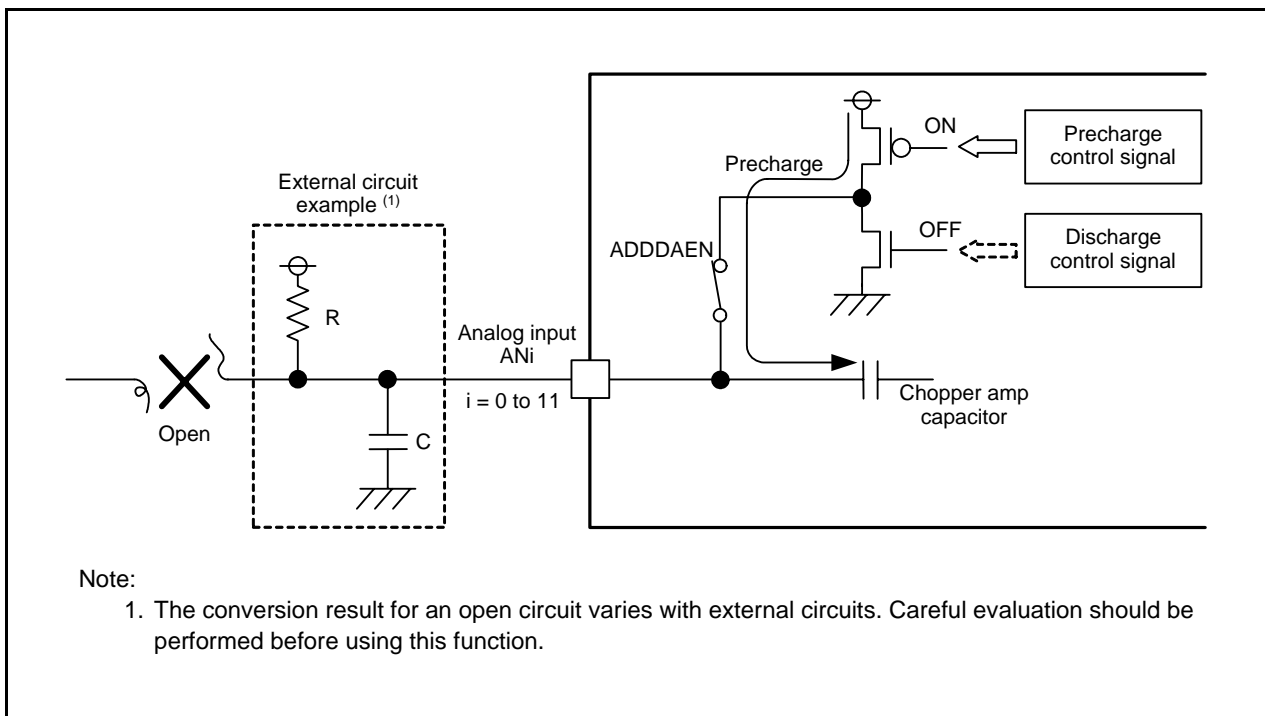 External circuit
example (1)
R
C
Open
Analog input
ANi
i = 0 to 11
ADDDAEN
Precharge
ON
Precharge
control signal
OFF
Discharge
control signal
Chopper amp
capacitor
Note:
1. The conversion result for an open circuit varies with external circuits. Careful evaluation should be
performed before using this function.